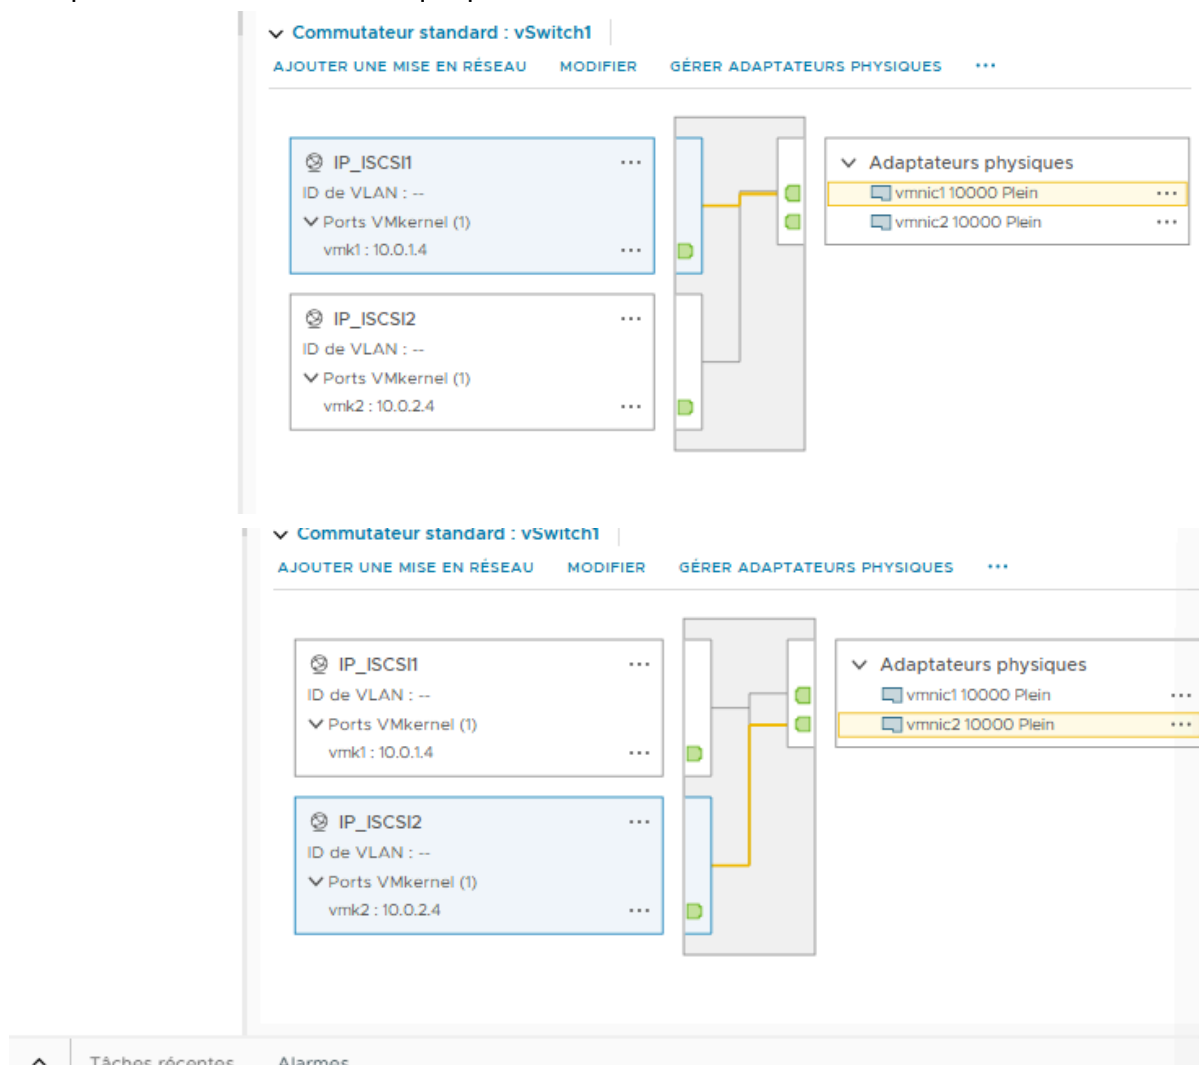 Commutateur standard : vSwitch1
AJOUTER UNE MISE EN RÉSEAU MODIFIER GÉRER ADAPTATEURS PHYSIQUES ...
IP_ISCSI1 ...
ID de VLAN : --
Ports VMkernel (1)
vmk1 : 10.0.1.4 ...
Adaptateurs physiques
vmnic1 10000 Plein ...
vmnic2 10000 Plein ...
IP_ISCSI2 ...
ID de VLAN : --
Ports VMkernel (1)
vmk2 : 10.0.2.4 ...
Commutateur standard : vSwitch1
AJOUTER UNE MISE EN RÉSEAU MODIFIER GÉRER ADAPTATEURS PHYSIQUES ...
IP_ISCSI1 ...
ID de VLAN : --
Ports VMkernel (1)
vmk1 : 10.0.1.4 ...
Adaptateurs physiques
vmnic1 10000 Plein ...
vmnic2 10000 Plein ...
IP_ISCSI2 ...
ID de VLAN : --
Ports VMkernel (1)
vmk2 : 10.0.2.4 ...
Tâches récentes Alarmes